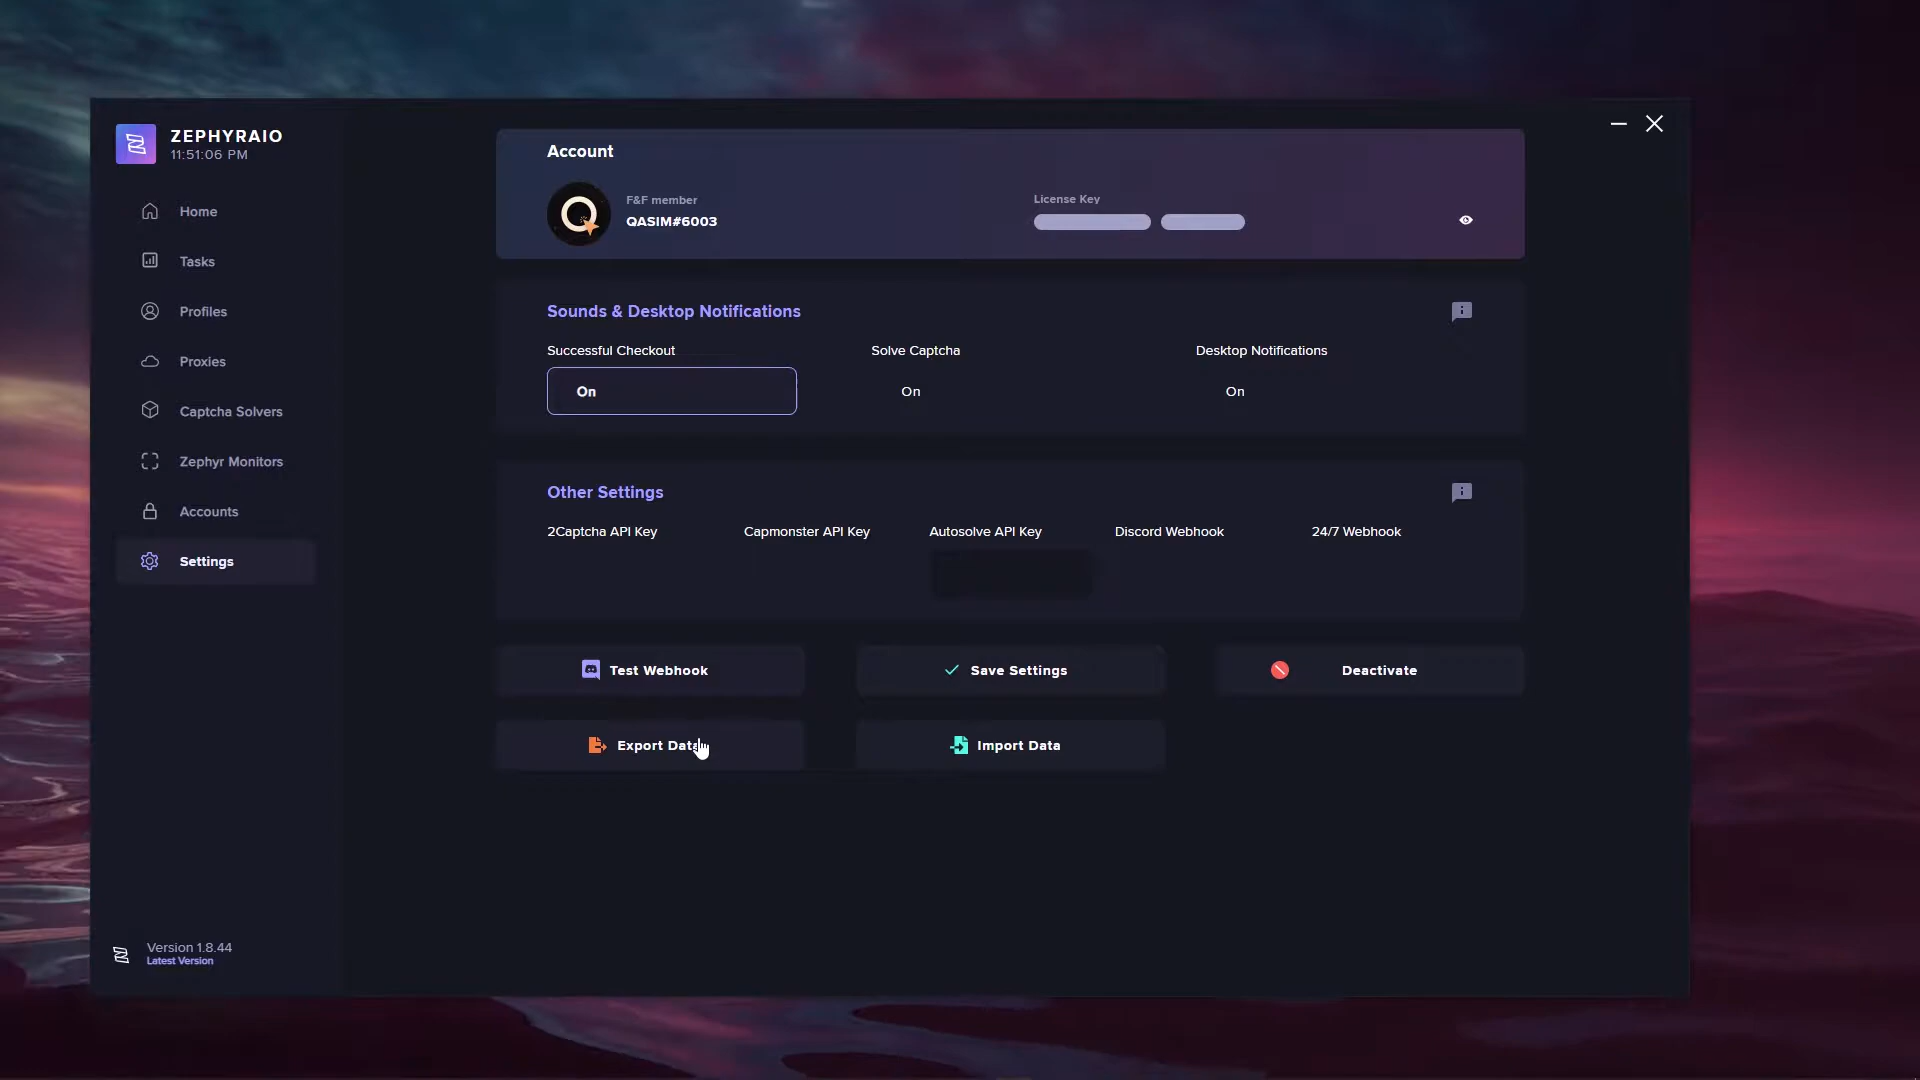 ZEPHYRAIO
11:51:06 PM
Home
Tasks
Profiles
Proxies
Captcha Solvers
Zephyr Monitors
Accounts
Settings
Version 1.8.44
Latest Version
Account
F&F member
QASIM#6003
License Key
Sounds & Desktop Notifications
Successful Checkout
Solve Captcha
Desktop Notifications
On
On
On
Other Settings
2Captcha API Key
Capmonster API Key
Autosolve API Key
Discord Webhook
24/7 Webhook
Test Webhook
Save Settings
Deactivate
Export Data
Import Data